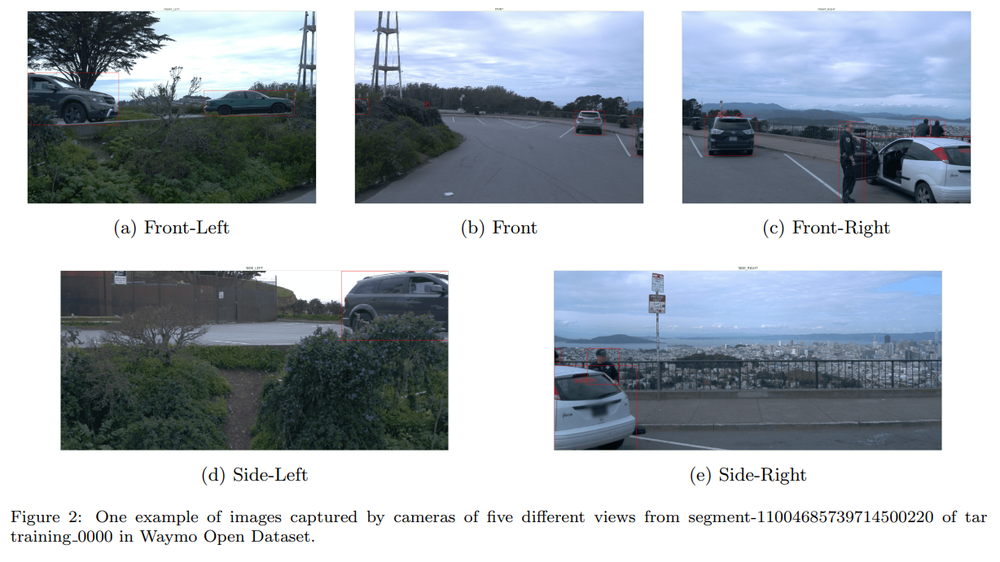 FRONT_LEFT
FRONT
FRONT_RIGHT
(a) Front-Left
(b) Front
(c) Front-Right
SIDE_LEFT
SIDE_RIGHT
(d) Side-Left
(e) Side-Right
Figure 2: One example of images captured by cameras of five different views from segment-11004685739714500220 of tar
training_0000 in Waymo Open Dataset.